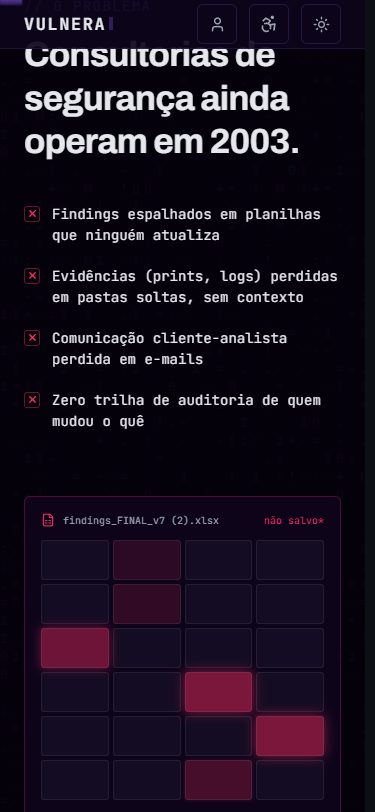 // O PROBLEMA
VULNERA
Consultorias de
segurança ainda
operam em 2003.
Findings espalhados em planilhas
que ninguém atualiza
Evidências (prints, logs) perdidas
em pastas soltas, sem contexto
Comunicação cliente-analista
perdida em e-mails
Zero trilha de auditoria de quem
mudou o quê
findings_FINAL_v7 (2).xlsx
não salvo*